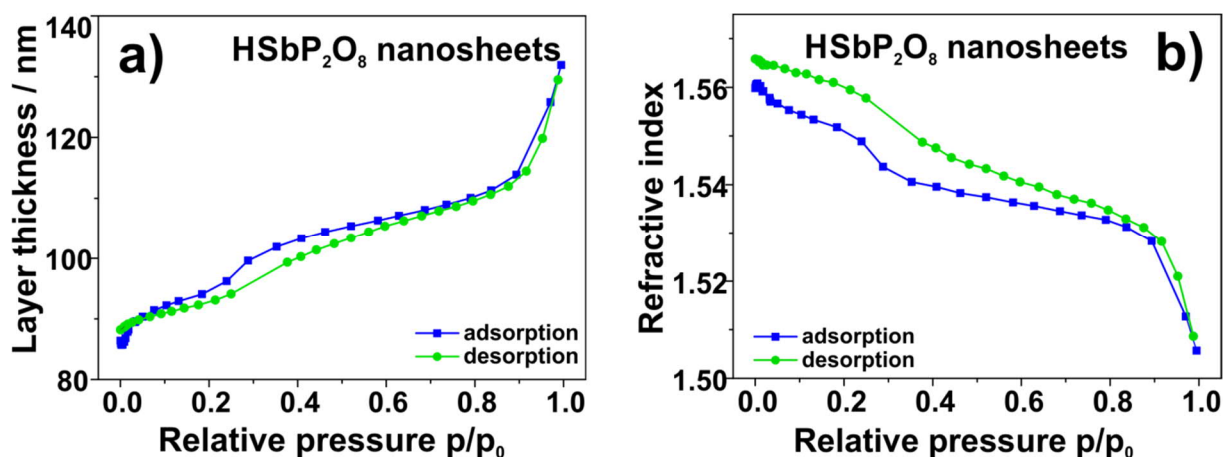 a)
HSbP₂O₈ nanosheets
Layer thickness / nm
140
120
100
80
adsorption
desorption
0.0 0.2 0.4 0.6 0.8 1.0
Relative pressure p/p₀
HSbP₂O₈ nanosheets
b)
Refractive index
1.56
1.54
1.52
1.50
adsorption
desorption
0.0 0.2 0.4 0.6 0.8 1.0
Relative pressure p/p₀